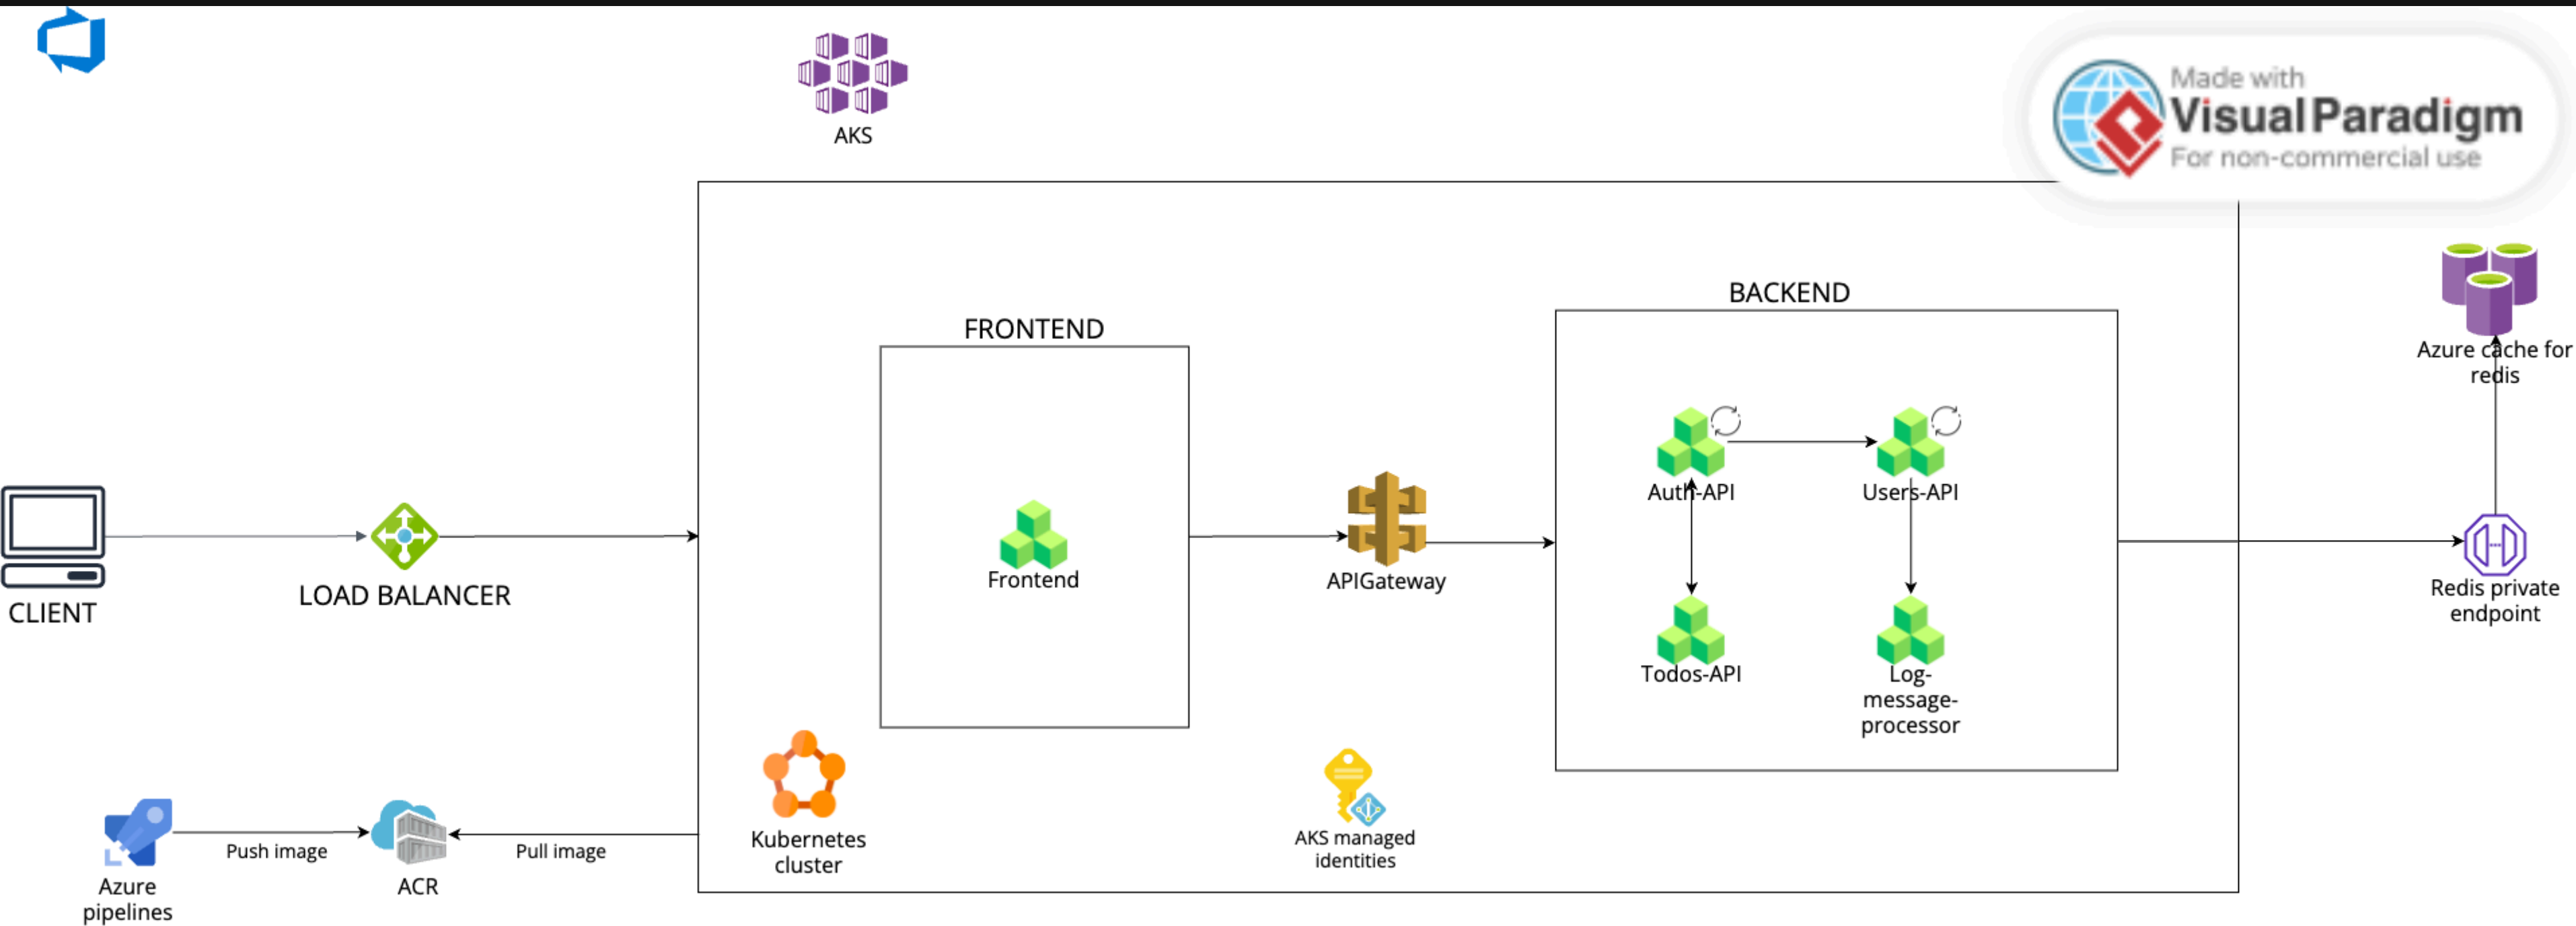 Made with
Visual Paradigm
For non-commercial use
AKS
BACKEND
FRONTEND
Azure cache for
redis
Auth-API
Users-API
CLIENT
LOAD BALANCER
Frontend
APIGateway
Redis private
endpoint
Todos-API
Log-
message-
processor
Kubernetes
cluster
AKS managed
identities
Push image
Pull image
Azure
pipelines
ACR